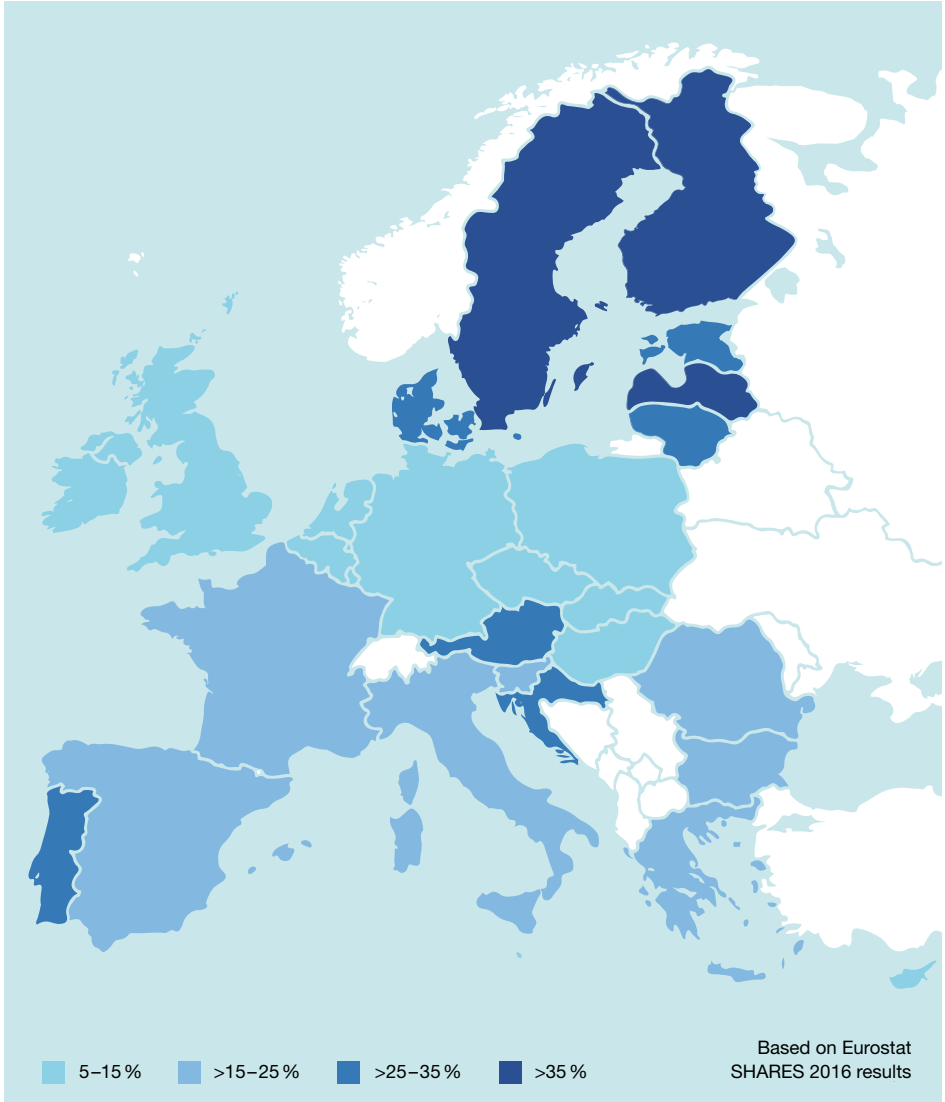 5–15 %
>15–25 %
>25–35 %
>35 %
Based on Eurostat
SHARES 2016 results